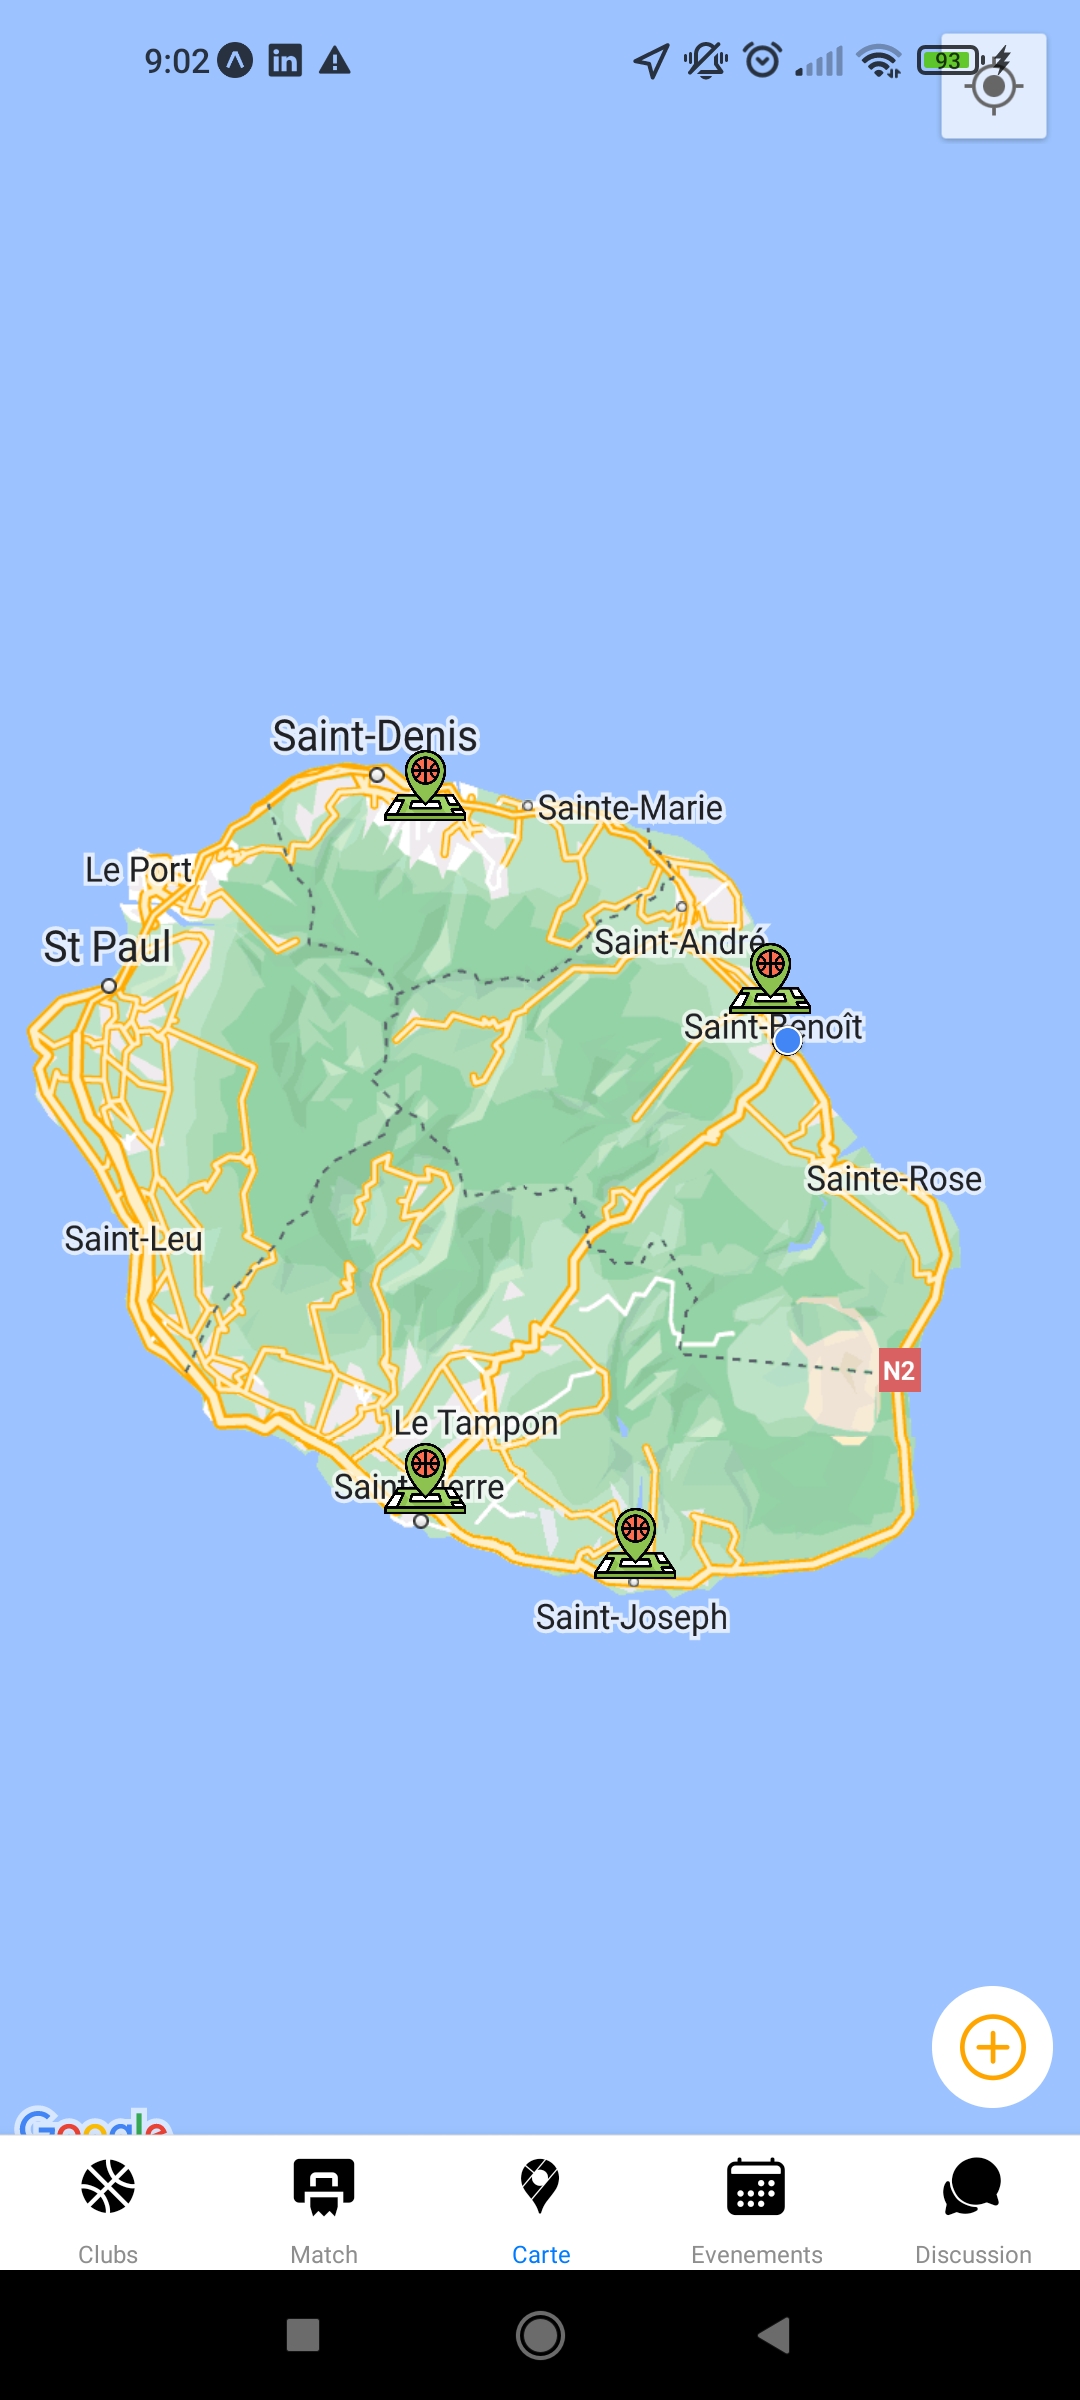 9:02
93
Saint-Denis
Sainte-Marie
Le Port
St Paul
Saint-André
Saint-Benoît
Sainte-Rose
Saint-Leu
N2
Le Tampon
Saint-Pierre
Saint-Joseph
Google
Clubs
Match
Carte
Evenements
Discussion